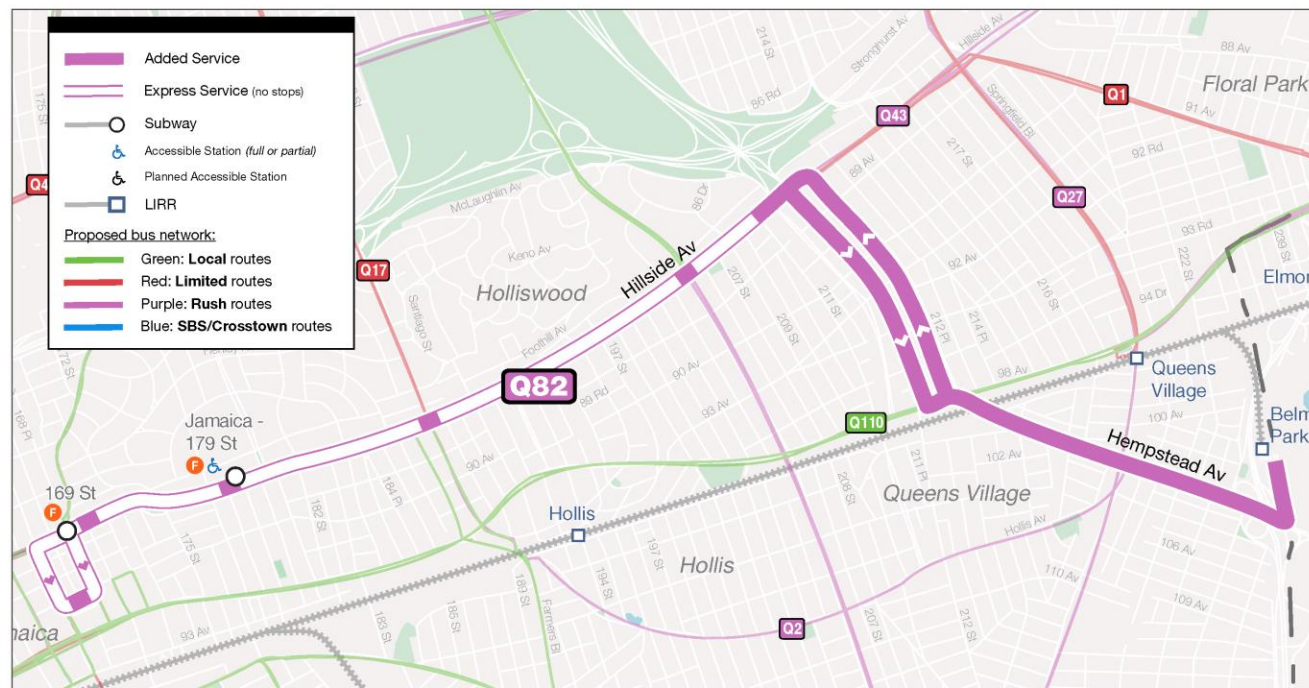 Added Service
Express Service (no stops)
Subway
Accessible Station (full or partial)
Planned Accessible Station
LIRR
Proposed bus network:
Green: Local routes
Red: Limited routes
Purple: Rush routes
Blue: SBS/Crosstown routes
214 St
Stronghurst Av
Hillside Av
88 Av
Floral Park
86 Rd
Q43
Springfield Bl
Q1
91 Av
217 St
89 Av
92 Rd
Q4
McLaughlin Av
86 Dr
Q27
Q17
Keno Av
Hillside Av
207 St
92 Av
93 Rd
239 St
222 St
Holliswood
211 St
216 St
94 Dr
Elmo
Santiago St
Foothill Av
209 St
212 Pl
214 Pl
172 St
197 St
90 Av
Q82
89 Rd
93 Av
98 Av
Queens
Village
168 Pl
Jamaica -
179 St
F
Q110
100 Av
Belm
Park
90 Av
211 Pl
102 Av
Hempstead Av
169 St
F
182 St
184 Pl
208 St
Queens Village
175 St
Hollis
Hollis Av
197 St
106 Av
194 St
Hollis
110 Av
109 Av
189 St
maica
93 Av
183 St
185 St
Farmers Bl
Q2
207 St
212 St